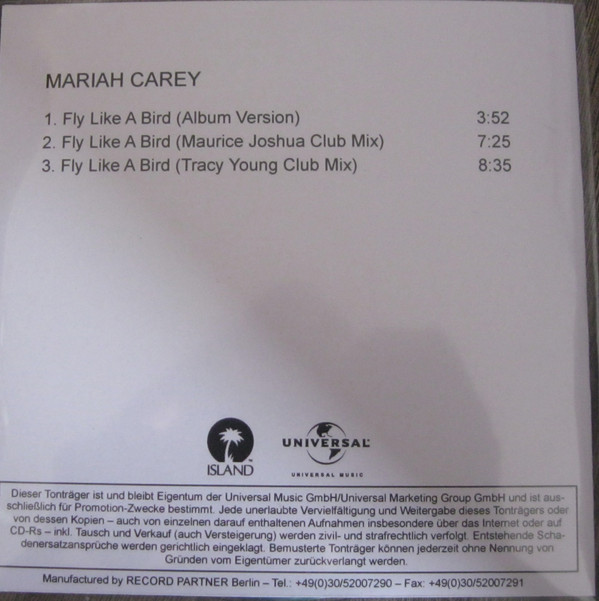 MARIAH CAREY
1. Fly Like A Bird (Album Version) 3:52
2. Fly Like A Bird (Maurice Joshua Club Mix) 7:25
3. Fly Like A Bird (Tracy Young Club Mix) 8:35
ISLAND
UNIVERSAL
UNIVERSAL MUSIC
Dieser Tonträger ist und bleibt Eigentum der Universal Music GmbH/Universal Marketing Group GmbH und ist aus-
schließlich für Promotion-Zwecke bestimmt. Jede unerlaubte Vervielfältigung und Weitergabe dieses Tonträgers oder
von dessen Kopien – auch von einzelnen darauf enthaltenen Aufnahmen insbesondere über das Internet oder auf
CD-Rs – inkl. Tausch und Verkauf (auch Versteigerung) werden zivil- und strafrechtlich verfolgt. Entstehende Scha-
denersatzansprüche werden gerichtlich eingeklagt. Bemusterte Tonträger können jederzeit ohne Nennung von
Gründen vom Eigentümer zurückverlangt werden.
Manufactured by RECORD PARTNER Berlin – Tel.: +49(0)30/52007290 – Fax: +49(0)30/52007291